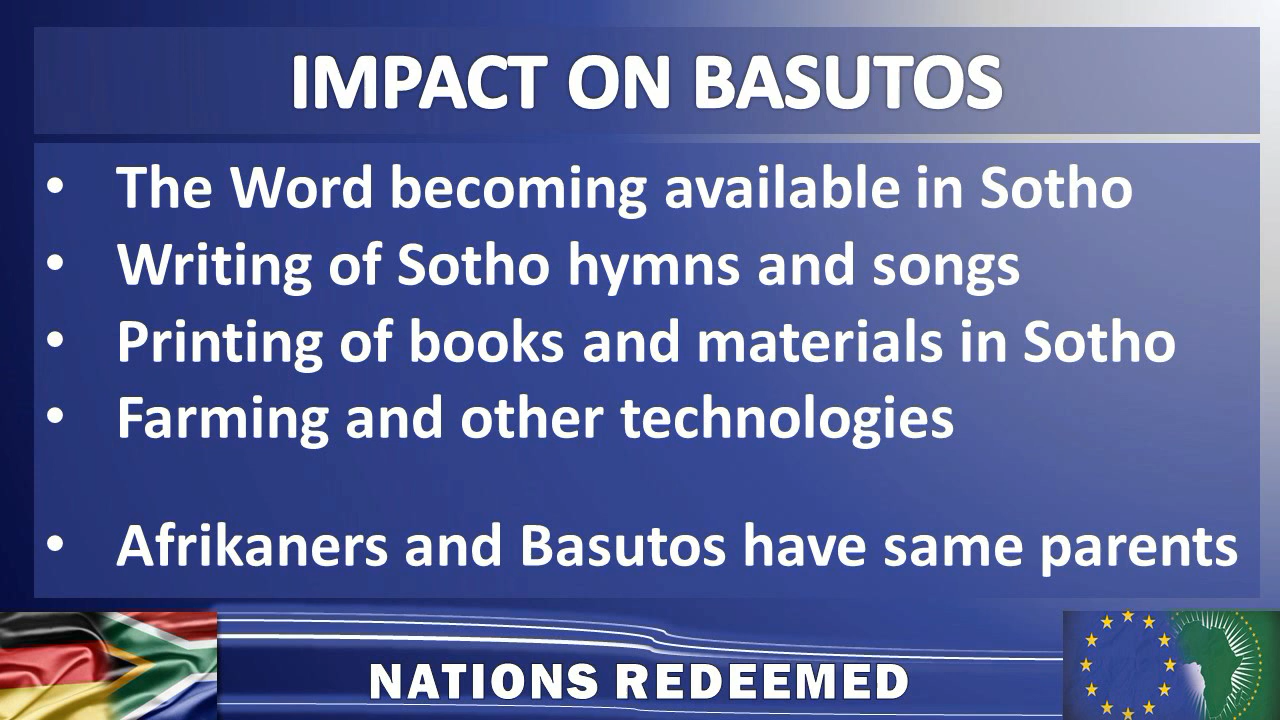 IMPACT ON BASUTOS
• The Word becoming available in Sotho
• Writing of Sotho hymns and songs
• Printing of books and materials in Sotho
• Farming and other technologies
• Afrikaners and Basutos have same parents
NATIONS REDEEMED